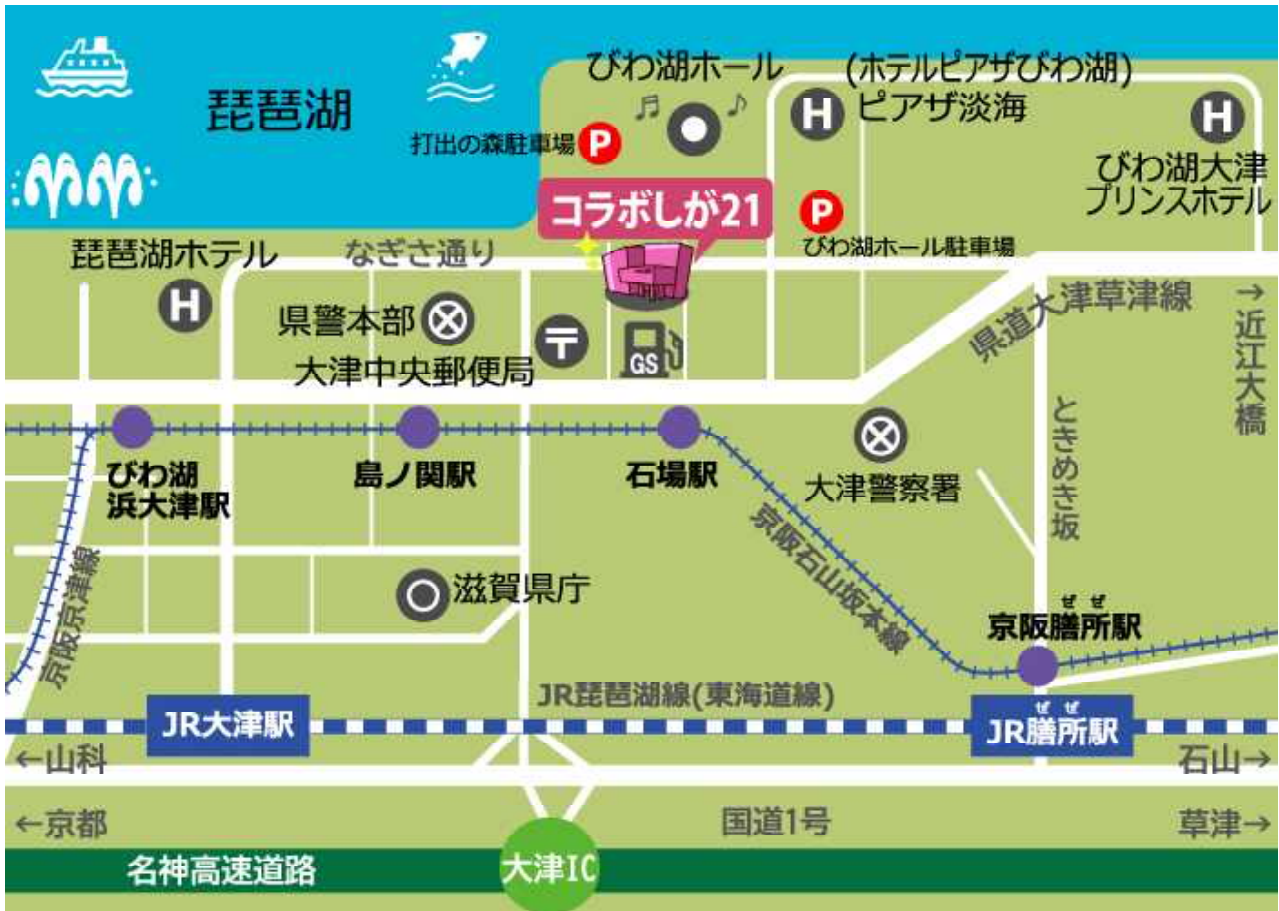 びわ湖ホール
(ホテルピアザびわ湖)
ピアザ淡海
H
H
琵琶湖
打出の森駐車場
P
びわ湖大津
プリンスホテル
コラボしが21
P
びわ湖ホール駐車場
琵琶湖ホテル
H
なぎさ通り
県警本部
大津中央郵便局
〒
GS
県道大津草津線
→近江大橋
びわ湖
浜大津駅
島ノ関駅
石場駅
大津警察署
ときめき坂
京阪石山坂本線
京阪京津線
滋賀県庁
ぜぜ
京阪膳所駅
JR琵琶湖線(東海道線)
JR大津駅
ぜぜ
JR膳所駅
←山科
石山→
←京都
国道1号
草津→
名神高速道路
大津IC